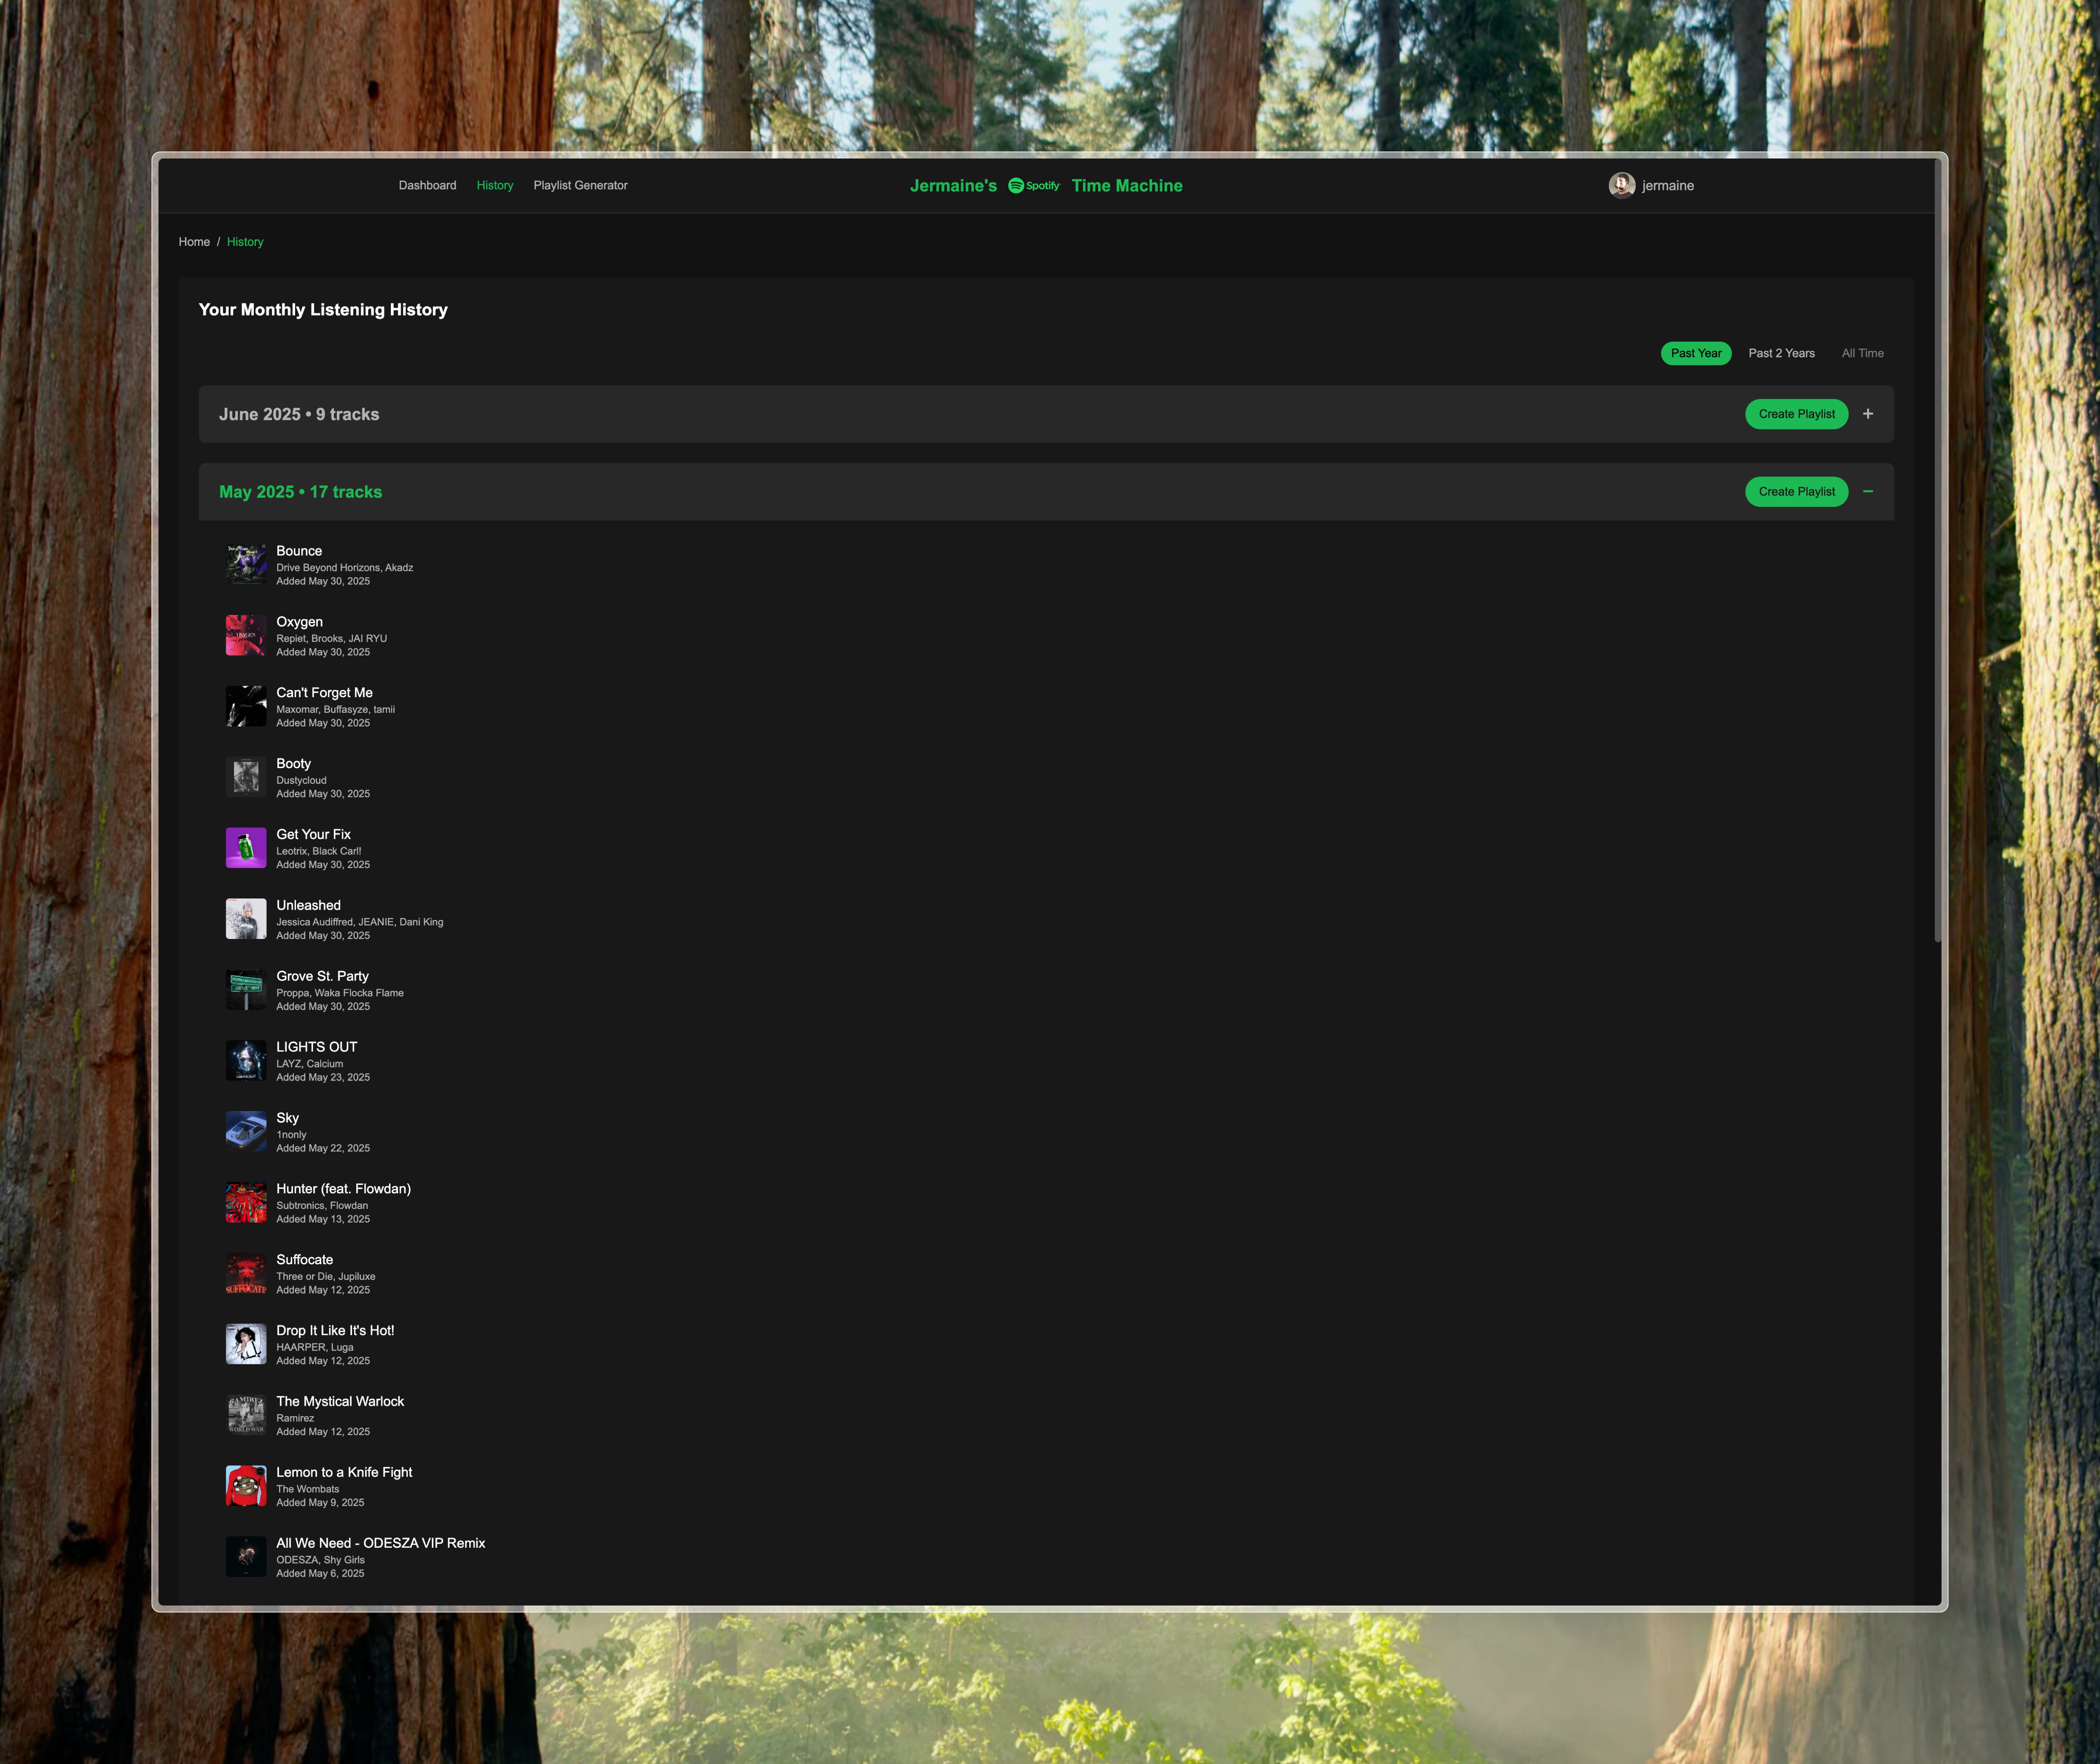 Dashboard History Playlist Generator Jermaine's Spotify Time Machine jermaine
Home / History
Your Monthly Listening History
Past Year Past 2 Years All Time
June 2025 • 9 tracks Create Playlist +
May 2025 • 17 tracks Create Playlist −
Bounce
Drive Beyond Horizons, Akadz
Added May 30, 2025
Oxygen
Repiet, Brooks, JAI RYU
Added May 30, 2025
Can't Forget Me
Maxomar, Buffasyze, tamii
Added May 30, 2025
Booty
Dustycloud
Added May 30, 2025
Get Your Fix
Leotrix, Black Carl!
Added May 30, 2025
Unleashed
Jessica Audiffred, JEANIE, Dani King
Added May 30, 2025
Grove St. Party
Proppa, Waka Flocka Flame
Added May 30, 2025
LIGHTS OUT
LAYZ, Calcium
Added May 23, 2025
Sky
1nonly
Added May 22, 2025
Hunter (feat. Flowdan)
Subtronics, Flowdan
Added May 13, 2025
Suffocate
Three or Die, Jupiluxe
Added May 12, 2025
SUFFOCATE
Drop It Like It's Hot!
HAARPER, Luga
Added May 12, 2025
The Mystical Warlock
Ramirez
Added May 12, 2025
Lemon to a Knife Fight
The Wombats
Added May 9, 2025
All We Need - ODESZA VIP Remix
ODESZA, Shy Girls
Added May 6, 2025